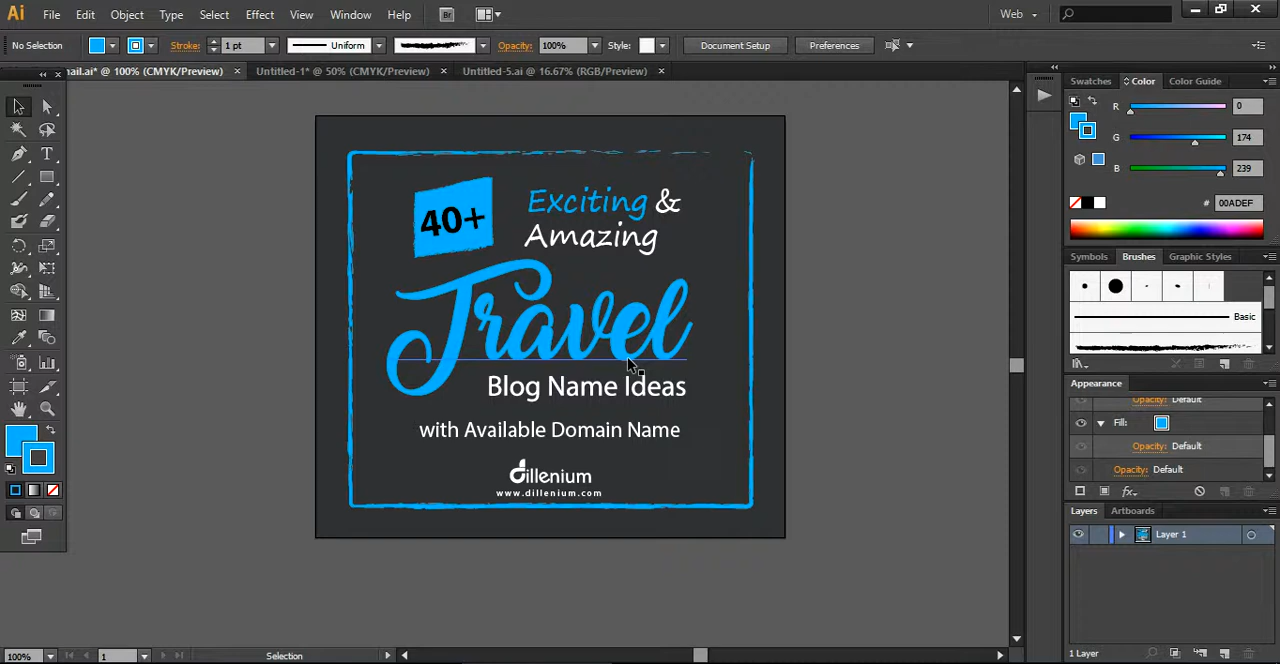 Ai File Edit Object Type Select Effect View Window Help Br Web
No Selection Stroke: 1 pt Uniform Opacity: 100% Style: Document Setup Preferences
ail.ai* @ 100% (CMYK/Preview) × Untitled-1* @ 50% (CMYK/Preview) × Untitled-5.ai @ 16.67% (RGB/Preview) ×
Swatches Color Color Guide
R 0
G 174
B 239
# 00ADEF
40+
Exciting &
Amazing
Travel
Blog Name Ideas
with Available Domain Name
dillenium
www.dillenium.com
Symbols Brushes Graphic Styles
Basic
Appearance
Opacity: Default
Fill:
Opacity: Default
Opacity: Default
fx
Layers Artboards
Layer 1
1 Layer
100% 1 Selection